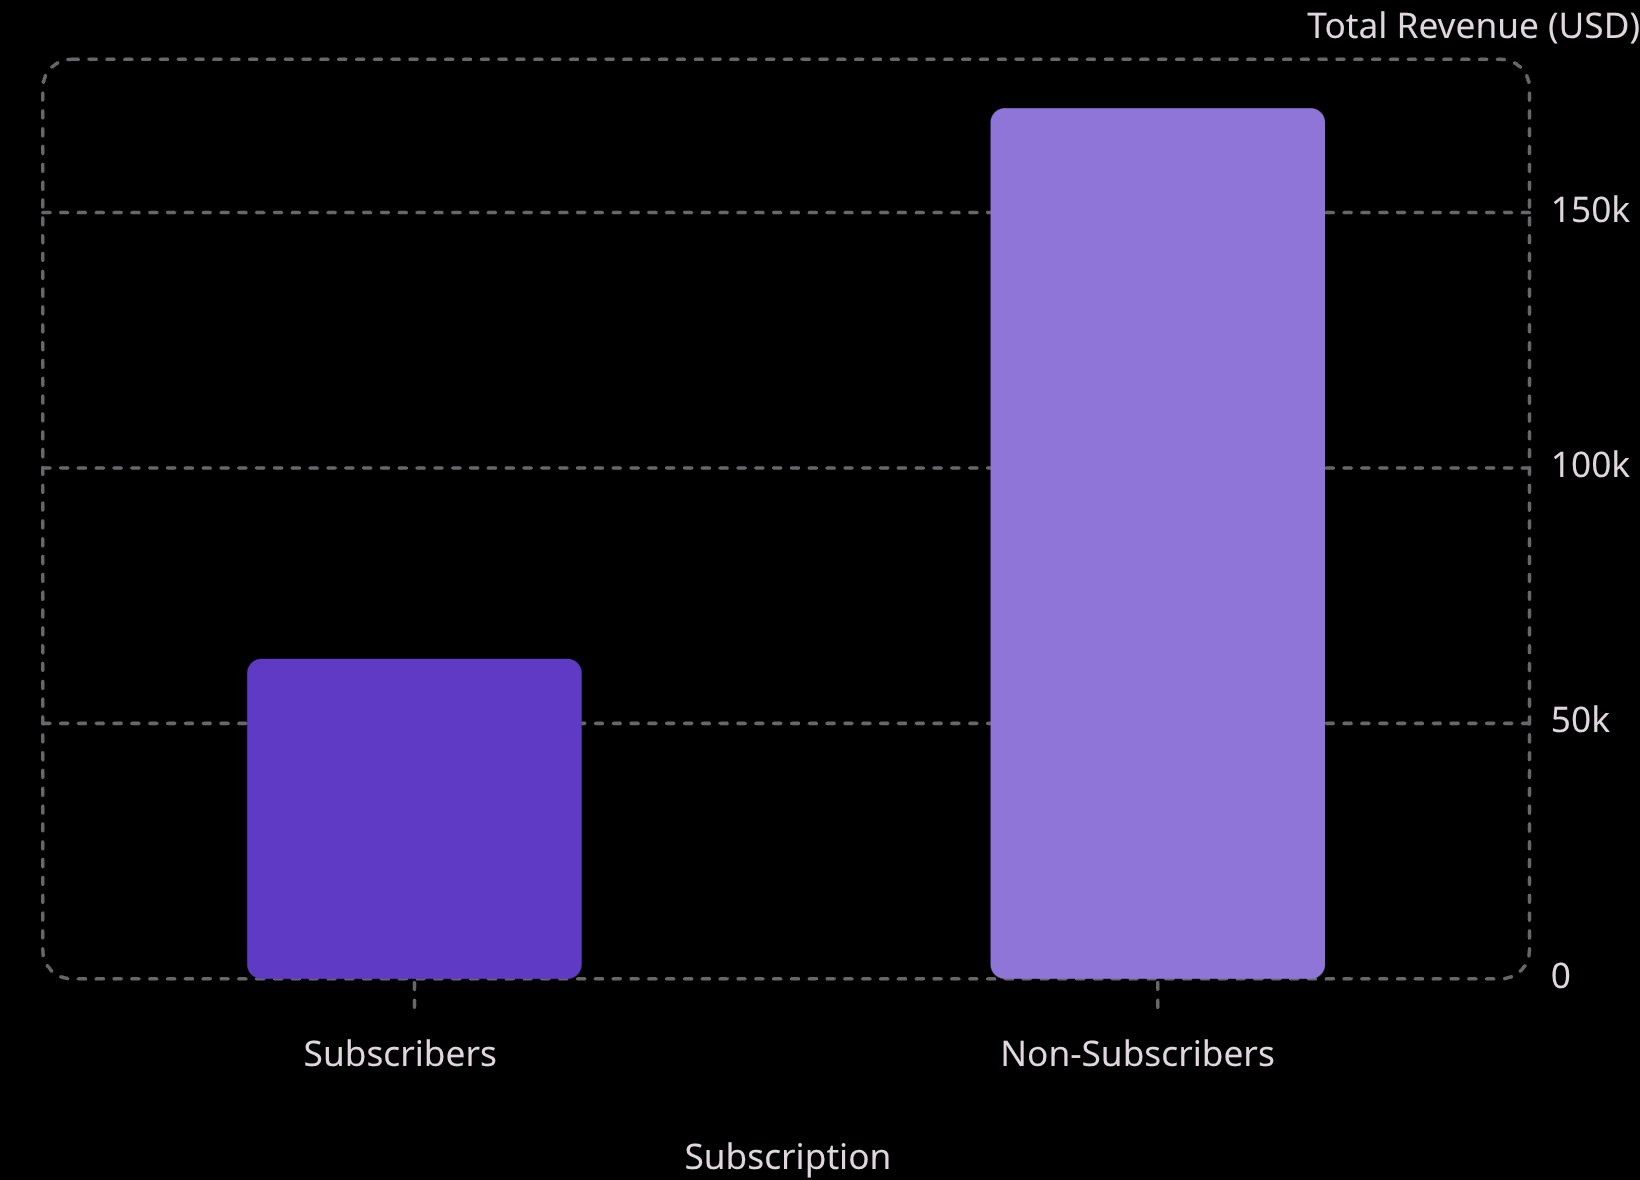 Total Revenue (USD)
150k
100k
50k
0
Subscribers
Non-Subscribers
Subscription